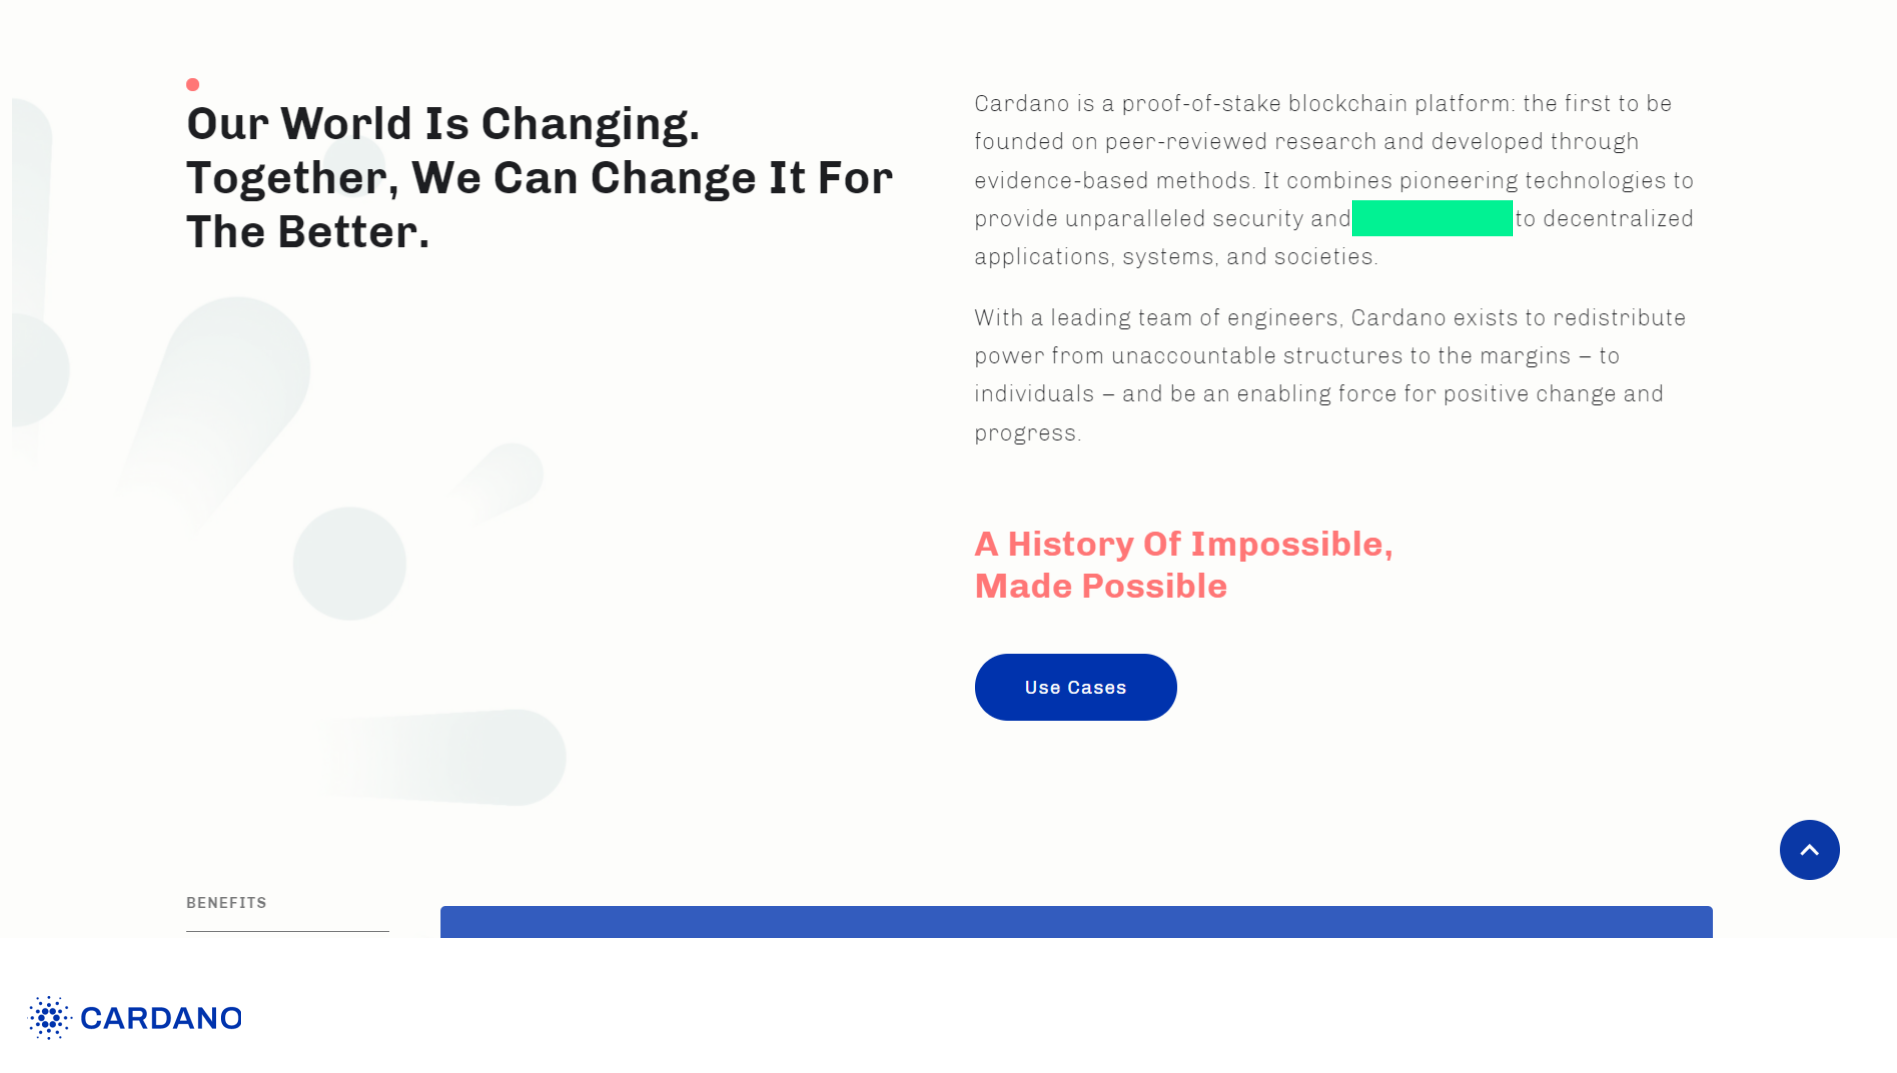 Our World Is Changing.
Together, We Can Change It For
The Better.
Cardano is a proof-of-stake blockchain platform: the first to be
founded on peer-reviewed research and developed through
evidence-based methods. It combines pioneering technologies to
provide unparalleled security and to decentralized
applications, systems, and societies.
With a leading team of engineers, Cardano exists to redistribute
power from unaccountable structures to the margins – to
individuals – and be an enabling force for positive change and
progress.
A History Of Impossible,
Made Possible
Use Cases
BENEFITS
CARDANO